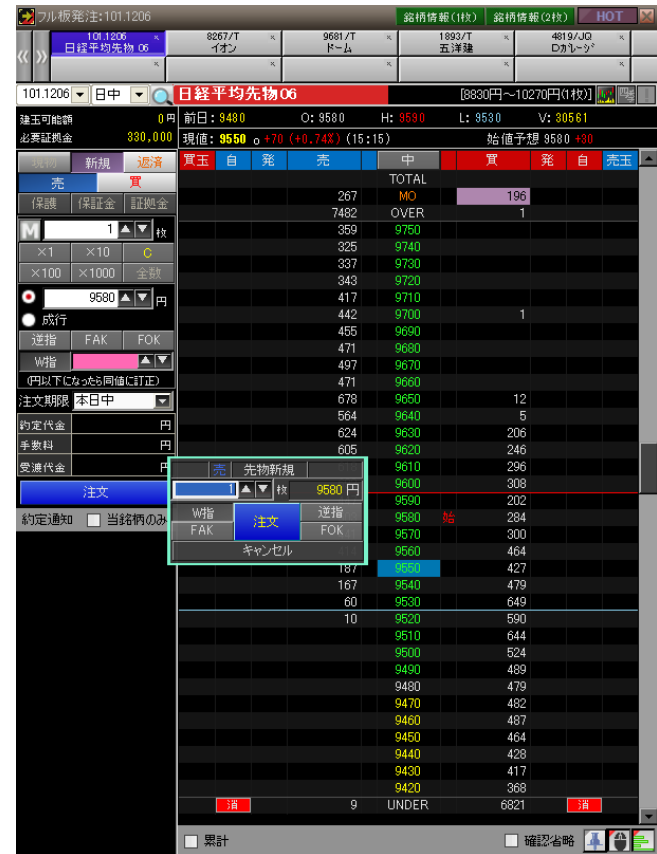 フル板発注:101.1206 銘柄情報(1枚) 銘柄情報(2枚) HOT
101.1206 日経平均先物 06
8267/T イオン
9681/T ドーム
1893/T 五洋建
4819/JQ Dガレージ
101.1206 日中 日経平均先物06 [8830円~10270円(1枚)]
建玉可能額 0円 前日:9480 O:9580 H:9590 L:9530 V:30561
必要証拠金 330,000 現値:9550 o +70 (+0.74%) (15:15) 始値予想 9580 +80
現物 新規 返済
売 買
保護 保証金 証拠金
M 1 枚
×1 ×10 C
×100 ×1000 全数
9580 円
成行
逆指 FAK FOK
W指
(円以下になったら同値に訂正)
注文期限 本日中
約定代金 円
手数料 円
受渡代金 円
注文
約定通知 当銘柄のみ
買玉 自 発 売 中 買 発 自 売玉
TOTAL
267 MO 196
7482 OVER 1
359 9750
325 9740
337 9730
343 9720
417 9710
442 9700 1
455 9690
471 9680
497 9670
471 9660
678 9650 12
564 9640 5
624 9630 206
605 9620 246
9610 296
9600 308
9590 202
9580 始 284
9570 300
9560 464
187 9550 427
167 9540 479
60 9530 649
10 9520 590
9510 644
9500 524
9490 489
9480 479
9470 482
9460 487
9450 464
9440 428
9430 417
9420 368
消 9 UNDER 6821 消
売 先物新規
1 枚 9580 円
W指 注文 逆指
FAK FOK
キャンセル
累計 確認省略